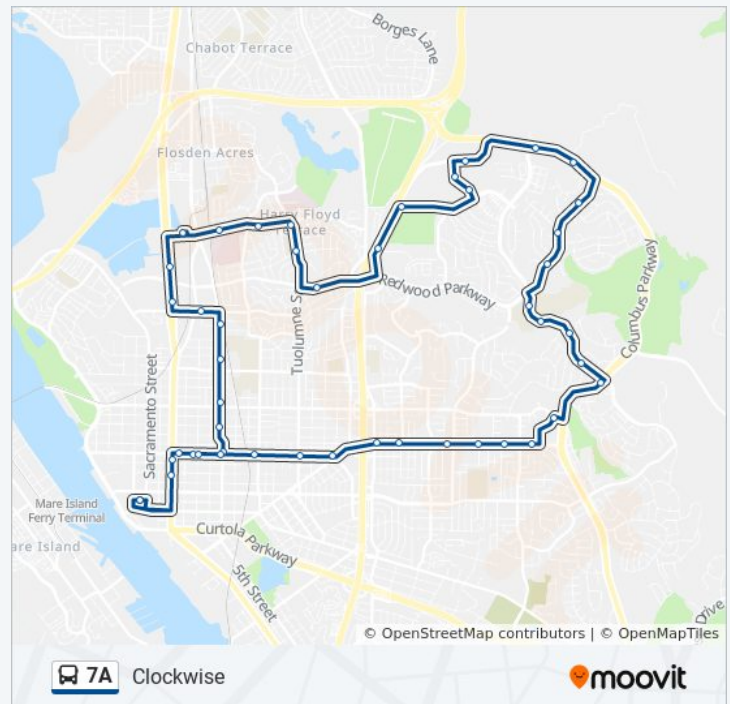 Borges Lane
Chabot Terrace
Flosden Acres
Harry Floyd
Terrace
Redwood Parkway
Columbus Parkway
Tuolumne S
Sacramento Street
Mare Island
Ferry Terminal
are Island
Curtola Parkway
5th Street
Drive
© OpenStreetMap contributors | © OpenMapTiles
7A Clockwise
moovit